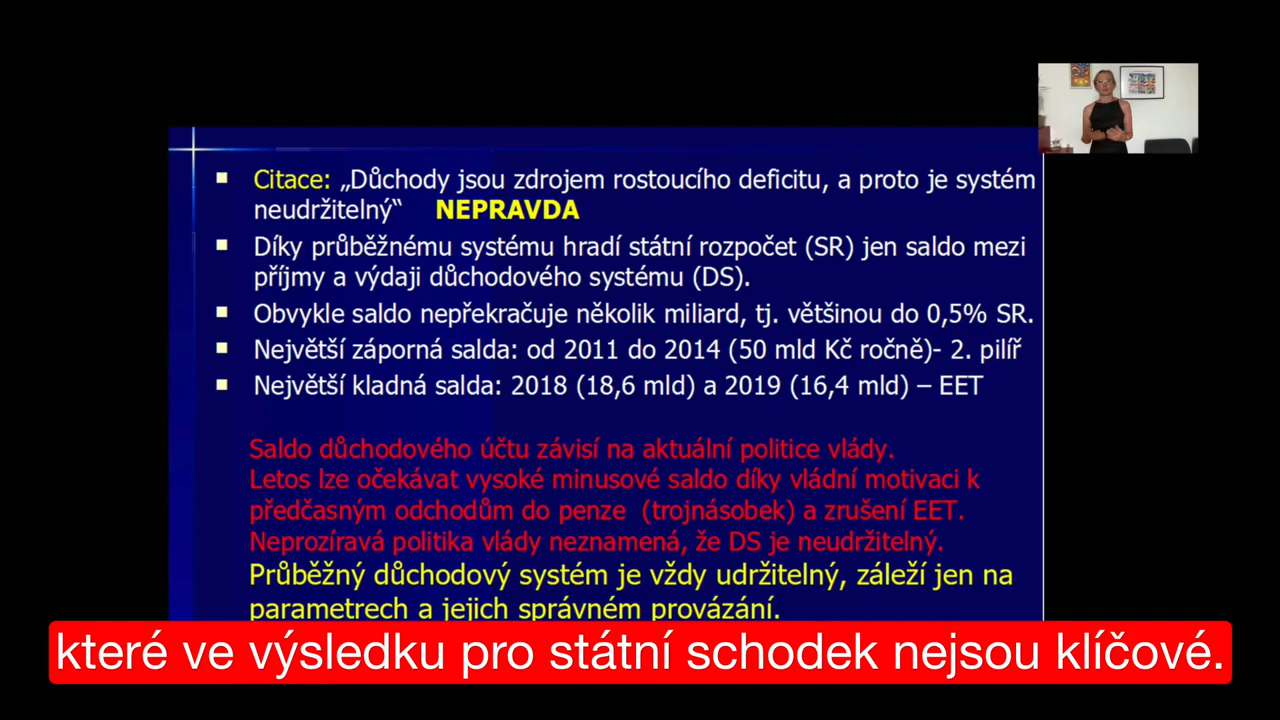 Citace: „Důchody jsou zdrojem rostoucího deficitu, a proto je systém
neudržitelný“ NEPRAVDA
Díky průběžnému systému hradí státní rozpočet (SR) jen saldo mezi
příjmy a výdaji důchodového systému (DS).
Obvykle saldo nepřekračuje několik miliard, tj. většinou do 0,5% SR.
Největší záporná salda: od 2011 do 2014 (50 mld Kč ročně)- 2. pilíř
Největší kladná salda: 2018 (18,6 mld) a 2019 (16,4 mld) – EET
Saldo důchodového účtu závisí na aktuální politice vlády.
Letos lze očekávat vysoké minusové saldo díky vládní motivaci k
předčasným odchodům do penze (trojnásobek) a zrušení EET.
Neprozíravá politika vlády neznamená, že DS je neudržitelný.
Průběžný důchodový systém je vždy udržitelný, záleží jen na
parametrech a jejich správném provázání.
které ve výsledku pro státní schodek nejsou klíčové.